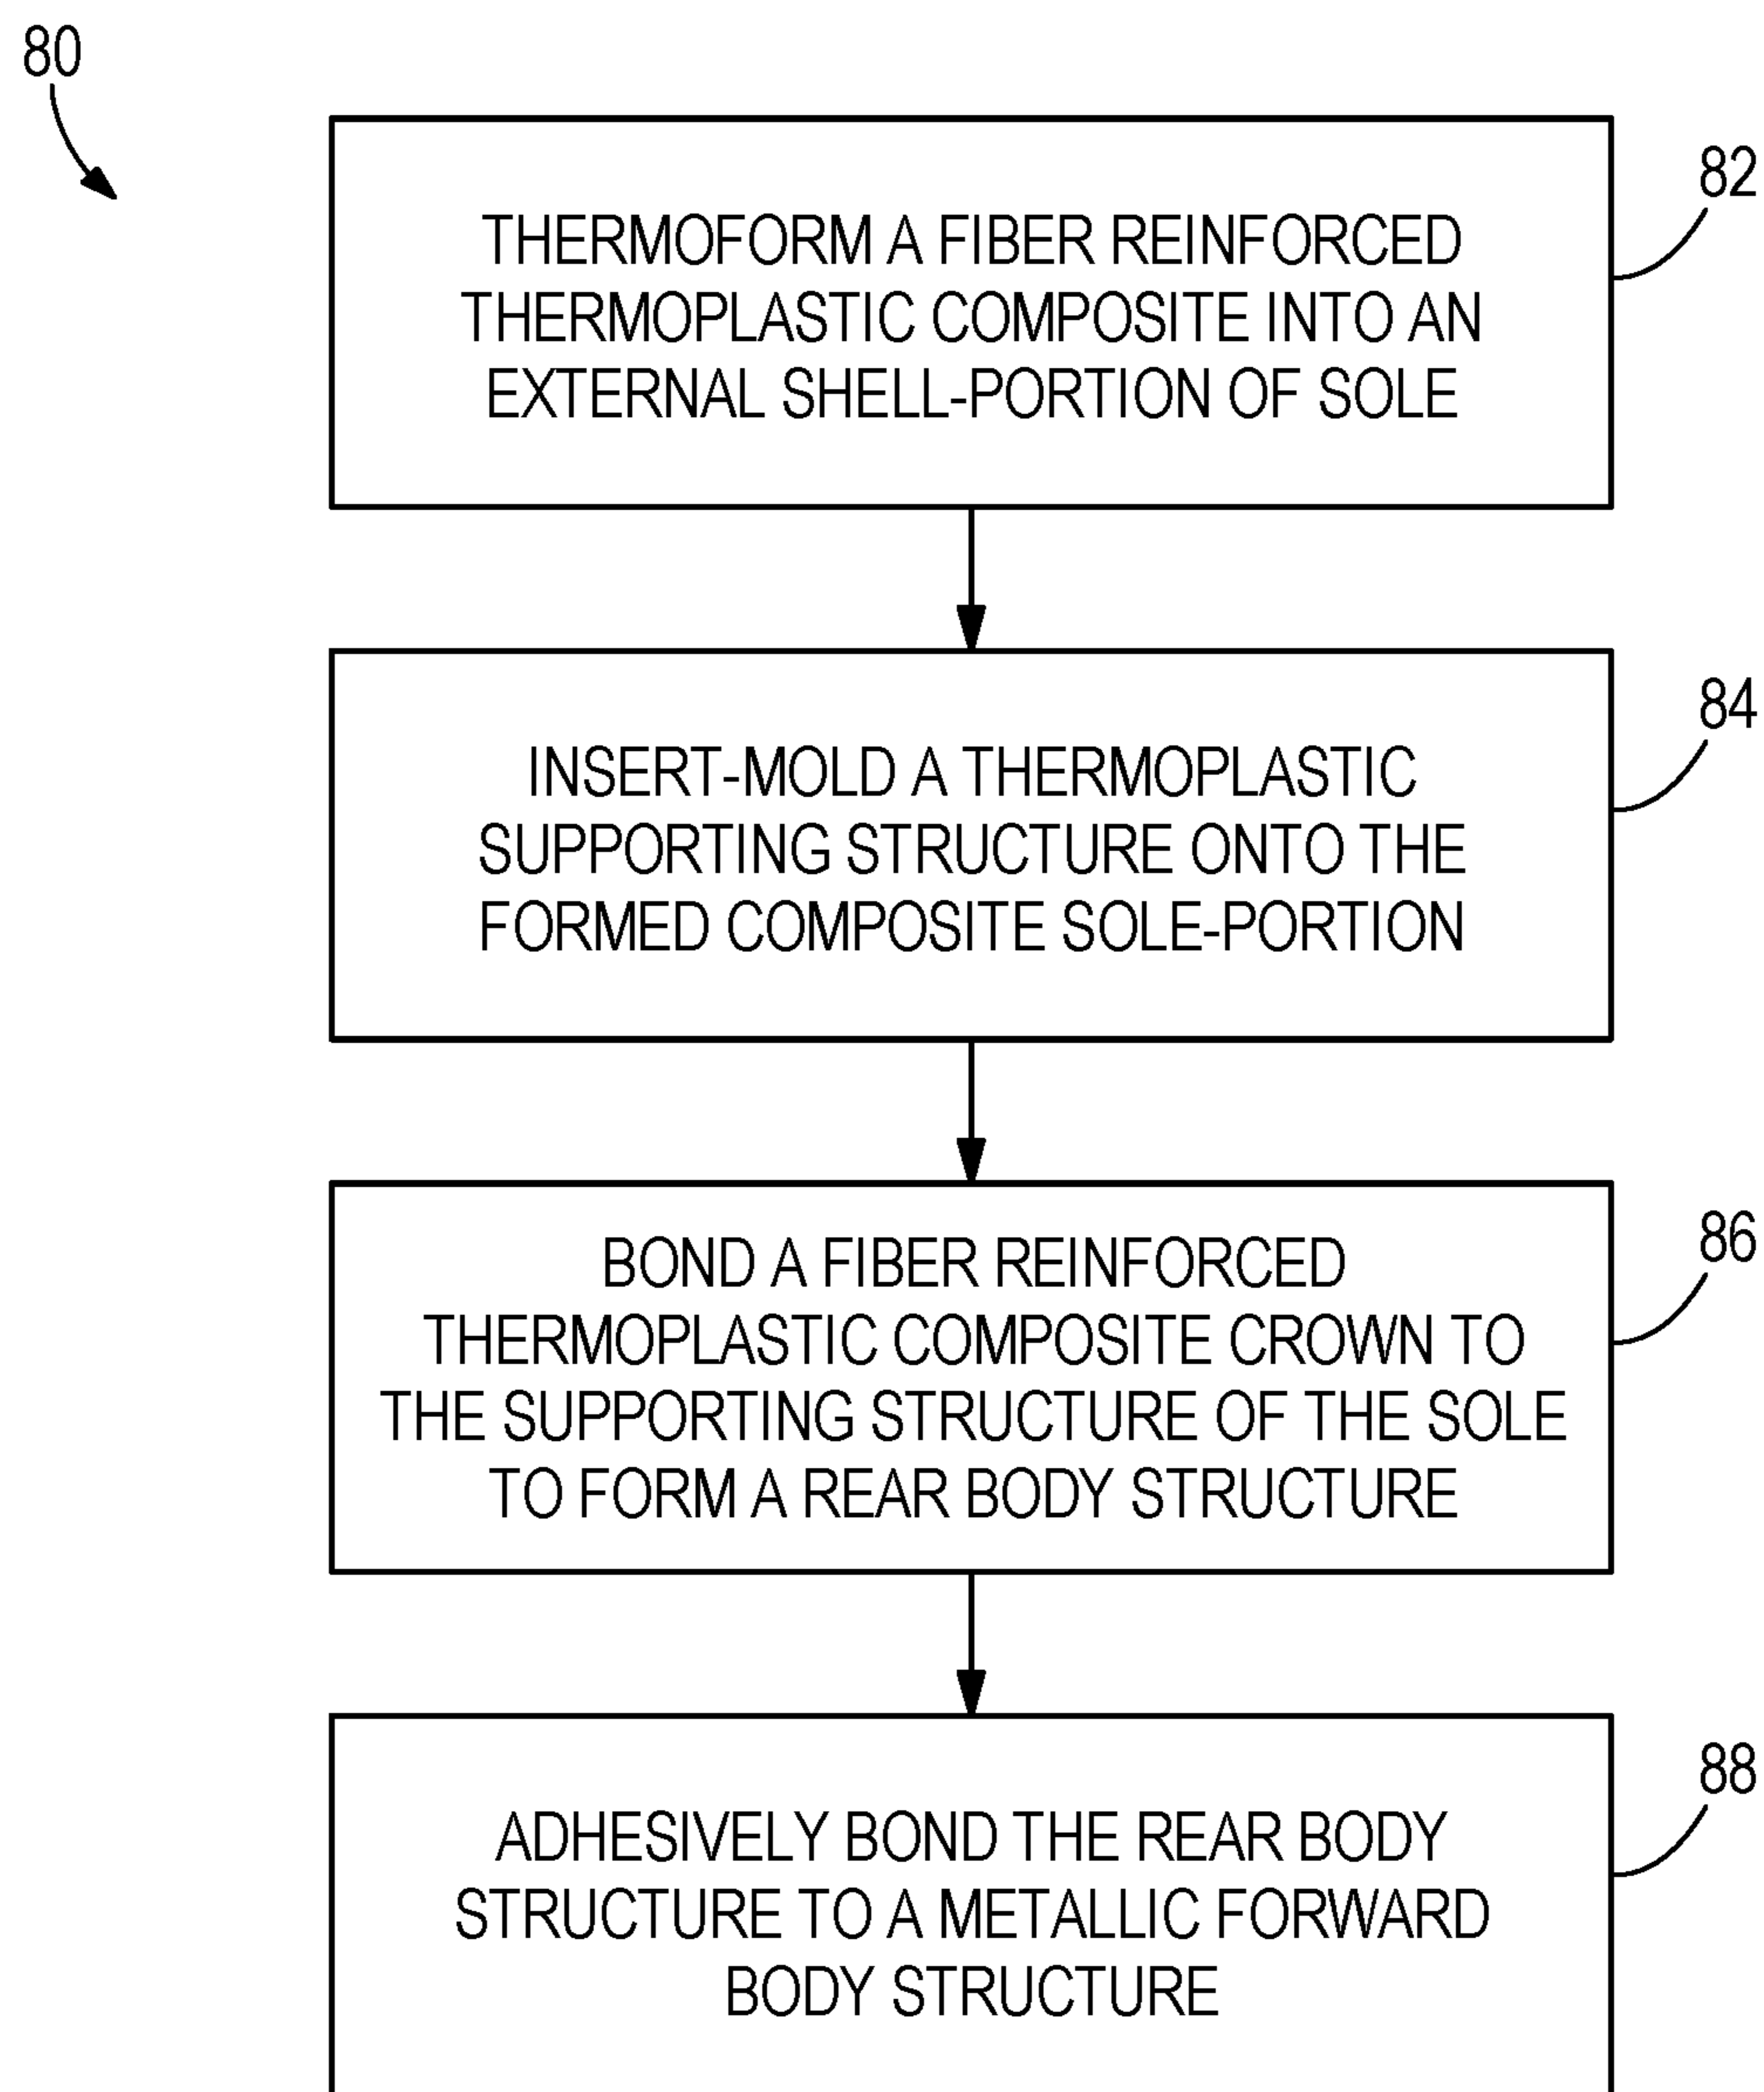 80
82
THERMOFORM A FIBER REINFORCED
THERMOPLASTIC COMPOSITE INTO AN
EXTERNAL SHELL-PORTION OF SOLE
84
INSERT-MOLD A THERMOPLASTIC
SUPPORTING STRUCTURE ONTO THE
FORMED COMPOSITE SOLE-PORTION
86
BOND A FIBER REINFORCED
THERMOPLASTIC COMPOSITE CROWN TO
THE SUPPORTING STRUCTURE OF THE SOLE
TO FORM A REAR BODY STRUCTURE
88
ADHESIVELY BOND THE REAR BODY
STRUCTURE TO A METALLIC FORWARD
BODY STRUCTURE